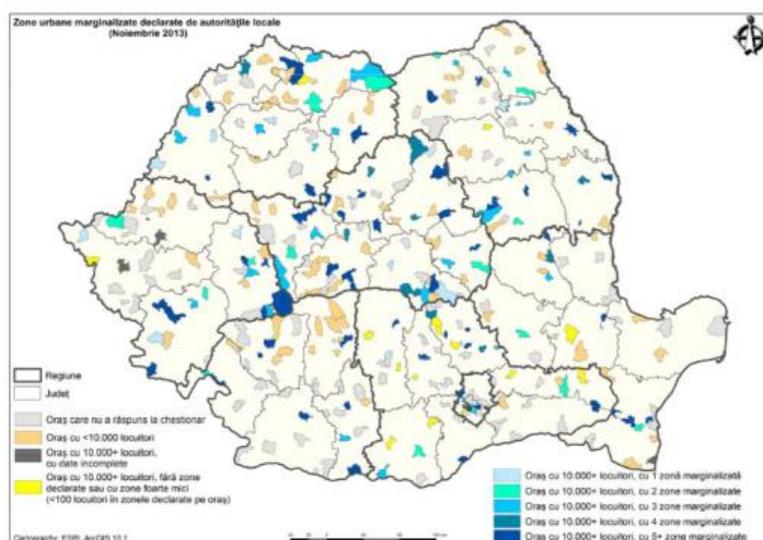 Zone urbane marginalizate declarate de autoritățile locale
(Noiembrie 2013)
Regiune
Județ
Oraș care nu a răspuns la chestionar
Oraș cu <10.000 locuitori
Oraș cu 10.000+ locuitori,
cu date incomplete
Oraș cu 10.000+ locuitori, fără zone
declarate sau cu zone foarte mici
(<100 locuitori în zonele declarate pe oraș)
Oraș cu 10.000+ locuitori, cu 1 zonă marginalizată
Oraș cu 10.000+ locuitori, cu 2 zone marginalizate
Oraș cu 10.000+ locuitori, cu 3 zone marginalizate
Oraș cu 10.000+ locuitori, cu 4 zone marginalizate
Oraș cu 10.000+ locuitori, cu 5+ zone marginalizate
Cartography: ESRI, ArcGIS 10.1